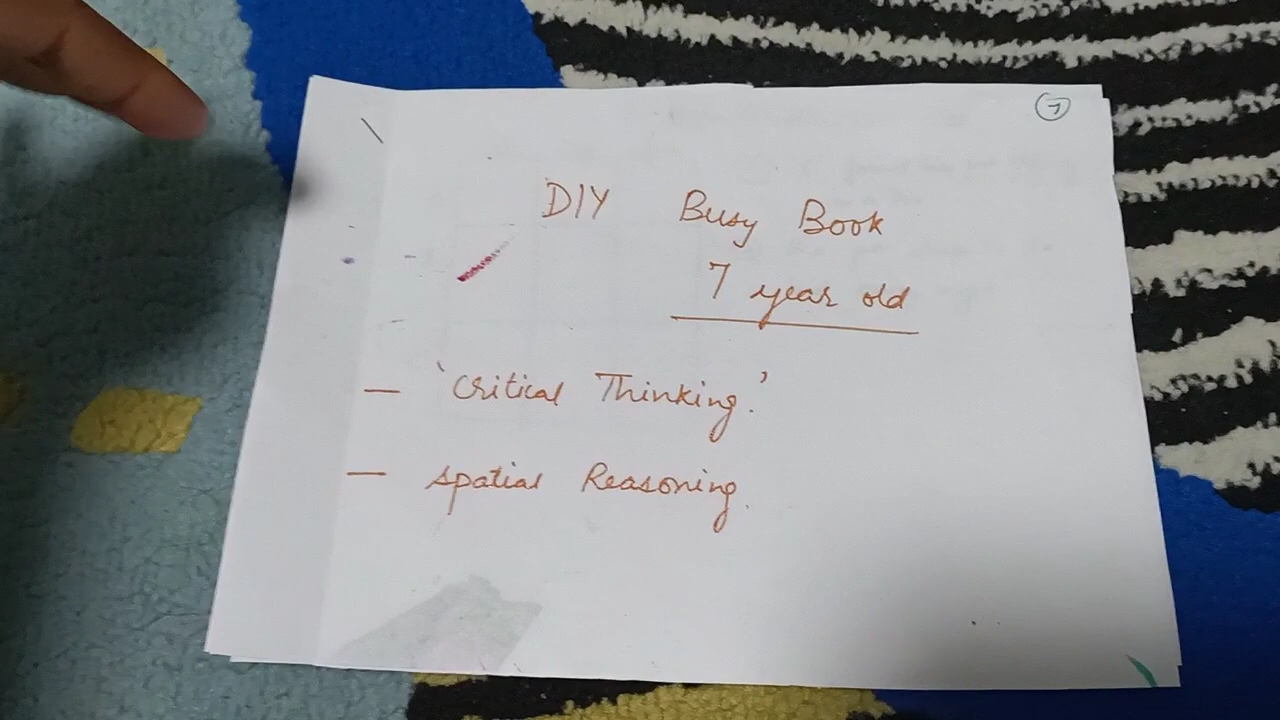 7
DIY Busy Book
7 year old
- 'Critical Thinking.'
- Spatial Reasoning.